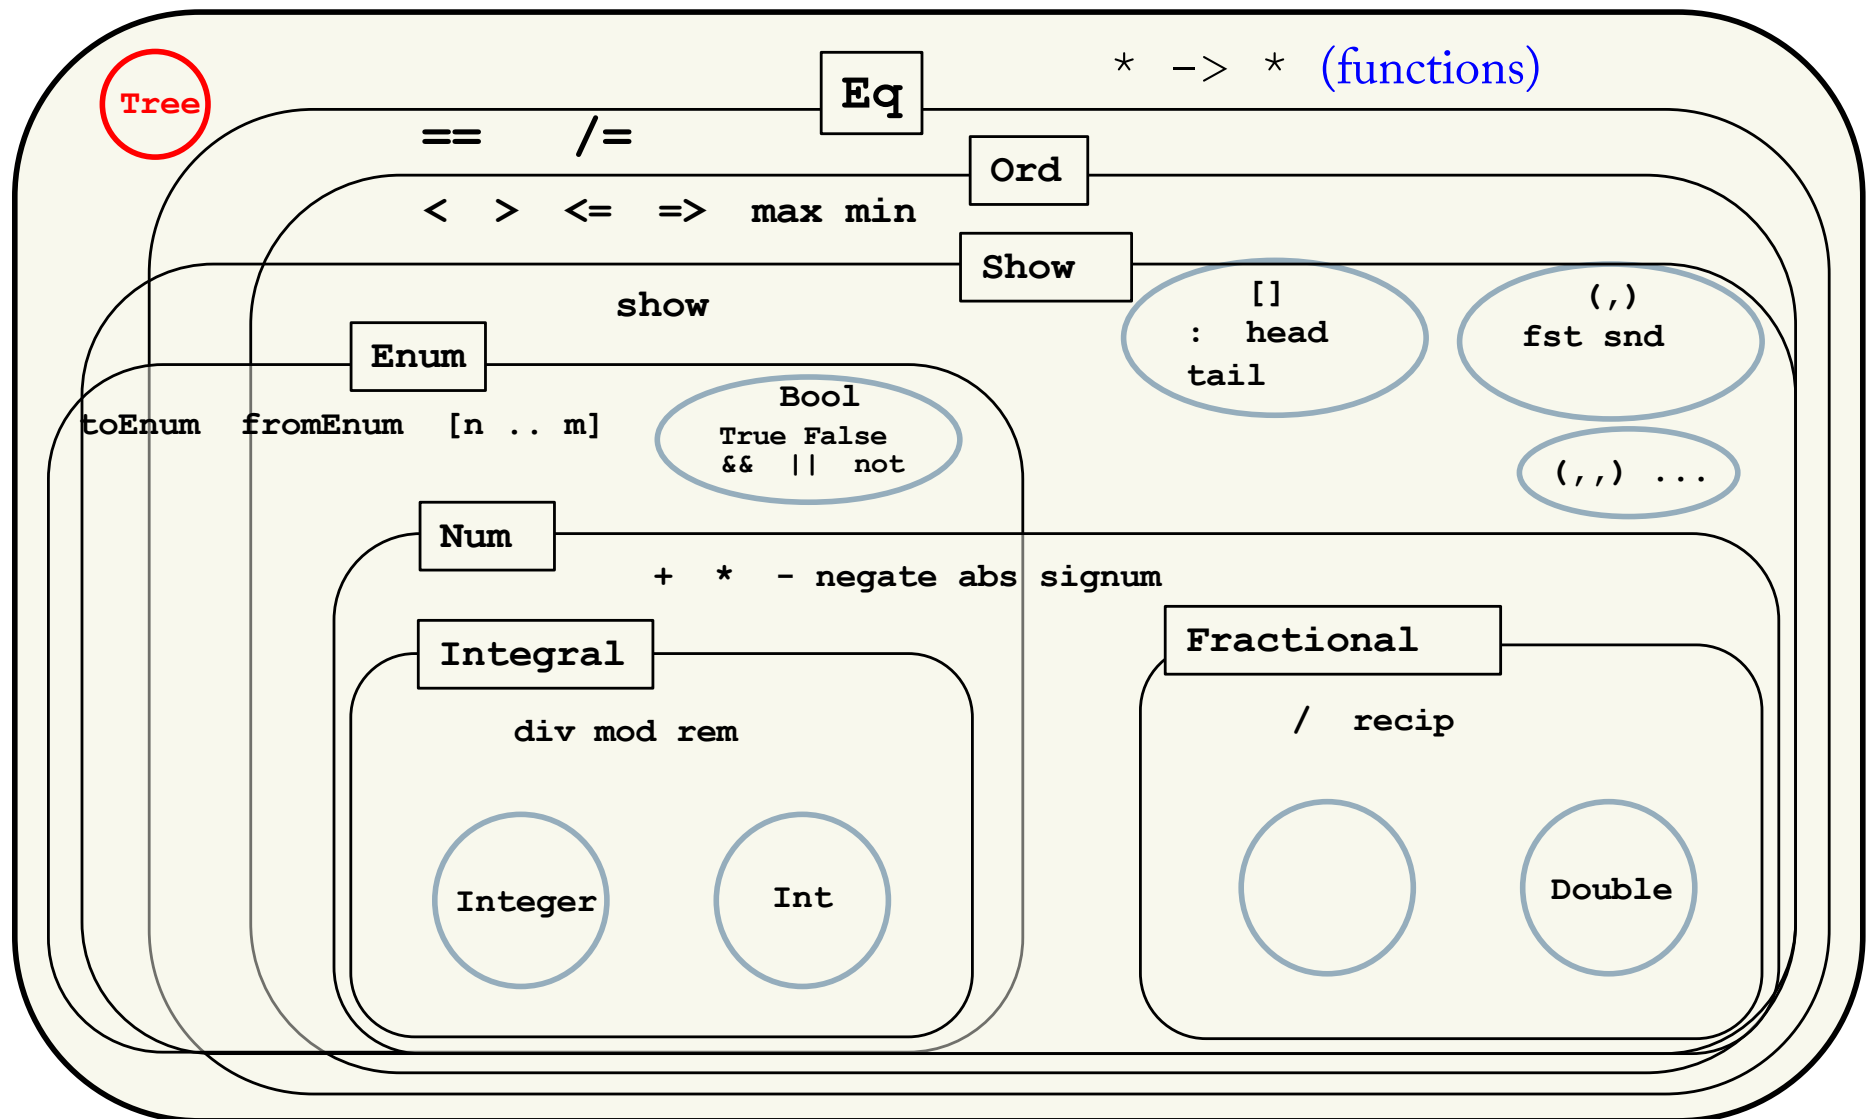 * -> * (functions)
Eq
Tree
== /=
Ord
< > <= => max min
Show
show
[]
: head
tail
(,)
fst snd
Enum
toEnum fromEnum [n .. m]
Bool
True False
&& || not
(,,) ...
Num
+ * - negate abs signum
Integral
Fractional
div mod rem
/ recip
Integer
Int
Double